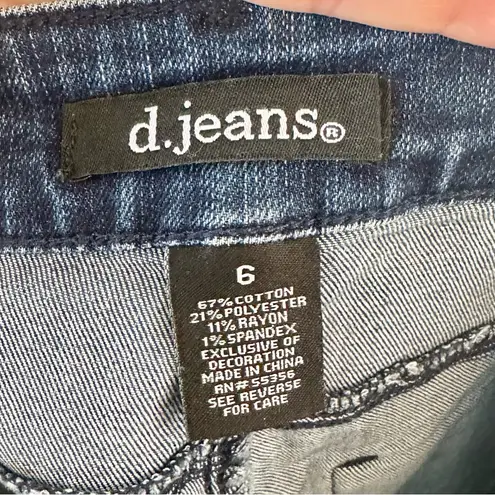 d.jeans®
6
67% COTTON
21% POLYESTER
11% RAYON
1% SPANDEX
EXCLUSIVE OF
DECORATION
MADE IN CHINA
RN# 55356
SEE REVERSE
FOR CARE